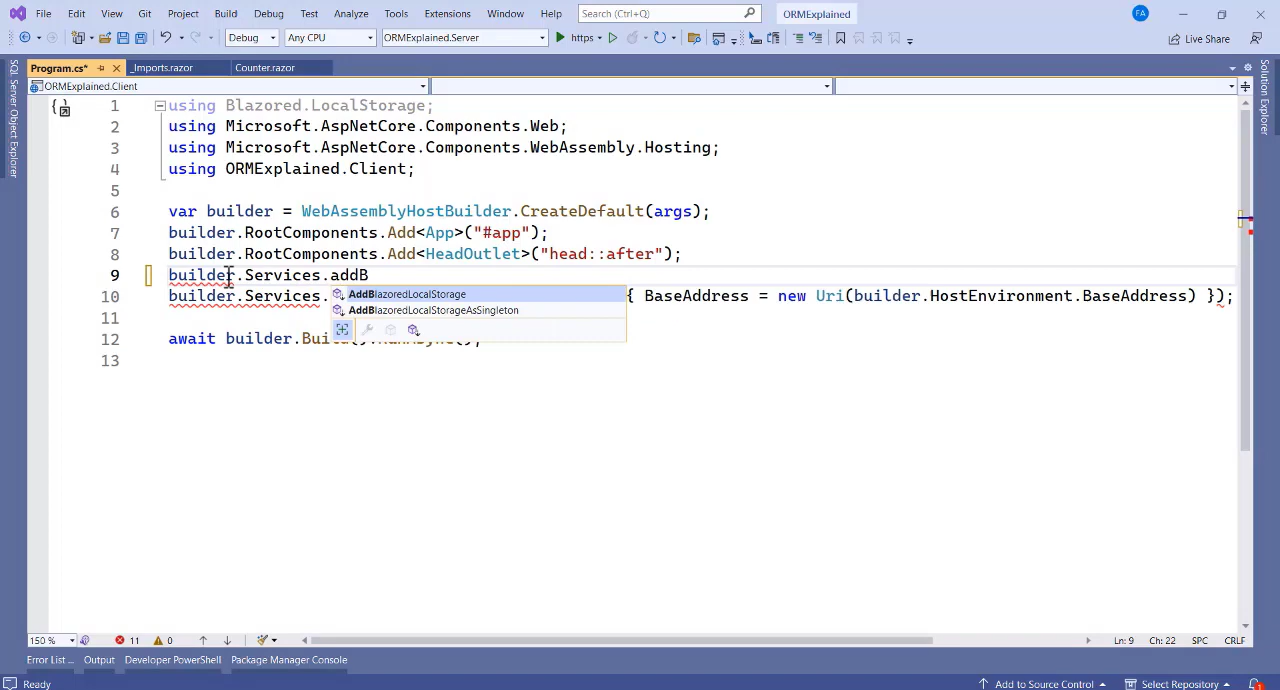 File Edit View Git Project Build Debug Test Analyze Tools Extensions Window Help Search (Ctrl+Q) ORMExplained FA
Debug Any CPU ORMExplained.Server https Live Share
Program.cs* _Imports.razor Counter.razor
ORMExplained.Client
SQL Server Object Explorer
Solution Explorer
1 using Blazored.LocalStorage;
2 using Microsoft.AspNetCore.Components.Web;
3 using Microsoft.AspNetCore.Components.WebAssembly.Hosting;
4 using ORMExplained.Client;
5
6 var builder = WebAssemblyHostBuilder.CreateDefault(args);
7 builder.RootComponents.Add<App>("#app");
8 builder.RootComponents.Add<HeadOutlet>("head::after");
9 builder.Services.addB
AddBlazoredLocalStorage
10 builder.Services. { BaseAddress = new Uri(builder.HostEnvironment.BaseAddress) });
AddBlazoredLocalStorageAsSingleton
11
12 await builder.Build().RunAsync();
13
150 % 11 0 Ln: 9 Ch: 22 SPC CRLF
Error List ... Output Developer PowerShell Package Manager Console
Ready Add to Source Control Select Repository 1